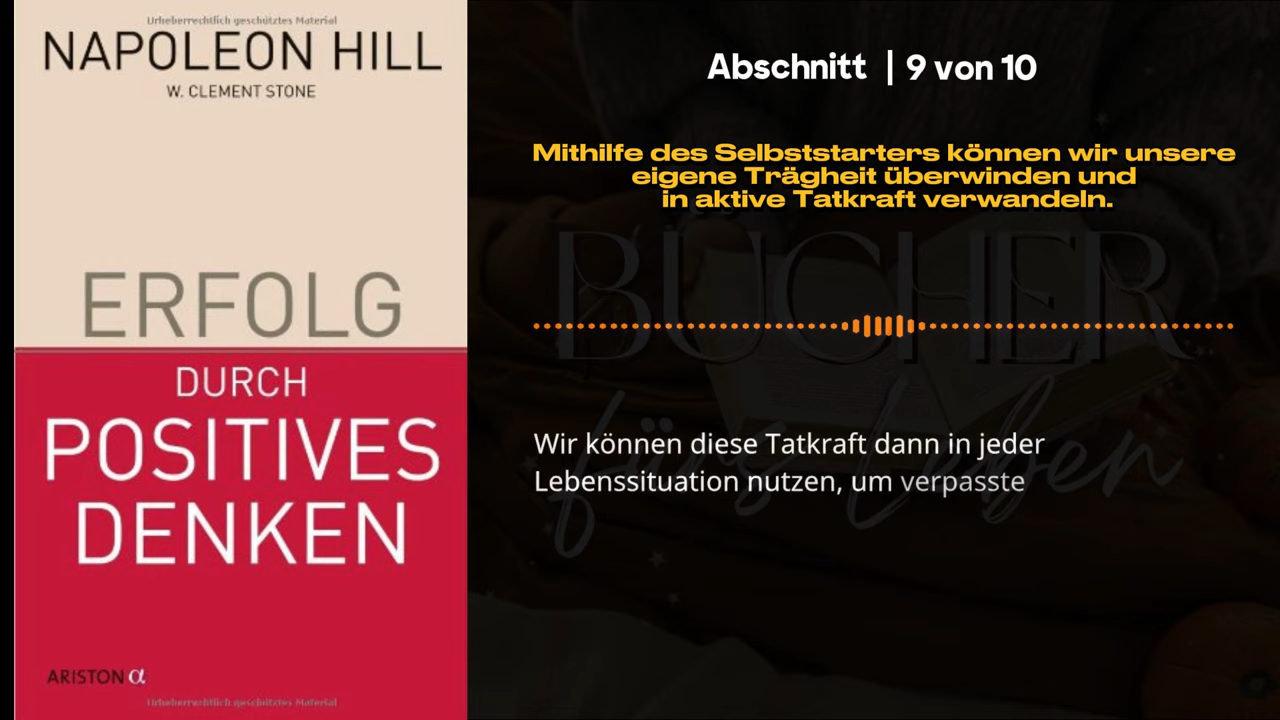 Urheberrechtlich geschütztes Material
NAPOLEON HILL
W. CLEMENT STONE
ERFOLG
DURCH
POSITIVES
DENKEN
ARISTON α
Urheberrechtlich geschütztes Material
Abschnitt | 9 von 10
Mithilfe des Selbststarters können wir unsere
eigene Trägheit überwinden und
in aktive Tatkraft verwandeln.
BÜCHER
fürs Leben
Wir können diese Tatkraft dann in jeder
Lebenssituation nutzen, um verpasste